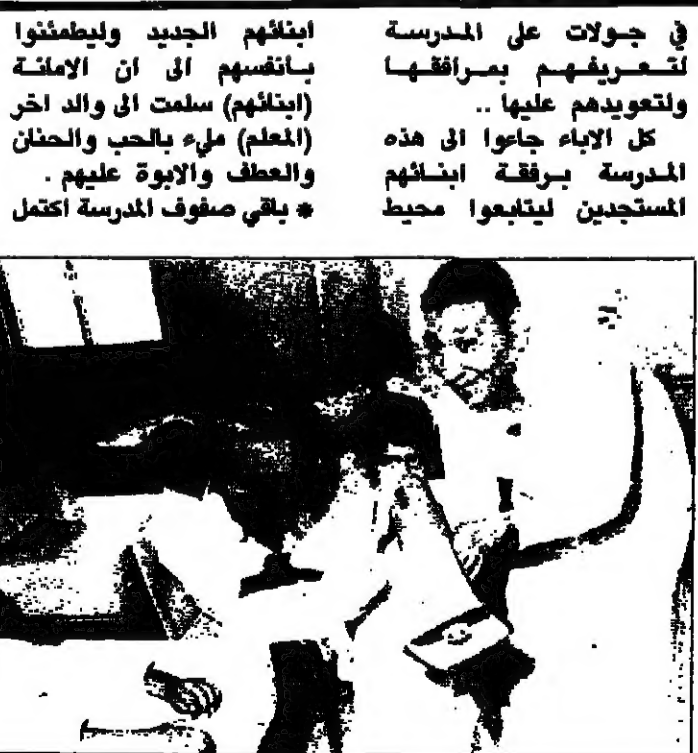 في جولات على المدرسة
لتعريفهم بمرافقها
ولتعويدهم عليها ..
كل الاباء جاءوا الى هذه
المدرسة برفقة ابنائهم
المستجدين ليتابعوا محيط
ابنائهم الجديد وليطمئنوا
بأنفسهم الى ان الامانة
(ابنائهم) سلمت الى والد اخر
(المعلم) مليء بالحب والحنان
والعطف والابوة عليهم .
* باقي صفوف المدرسة اكتمل